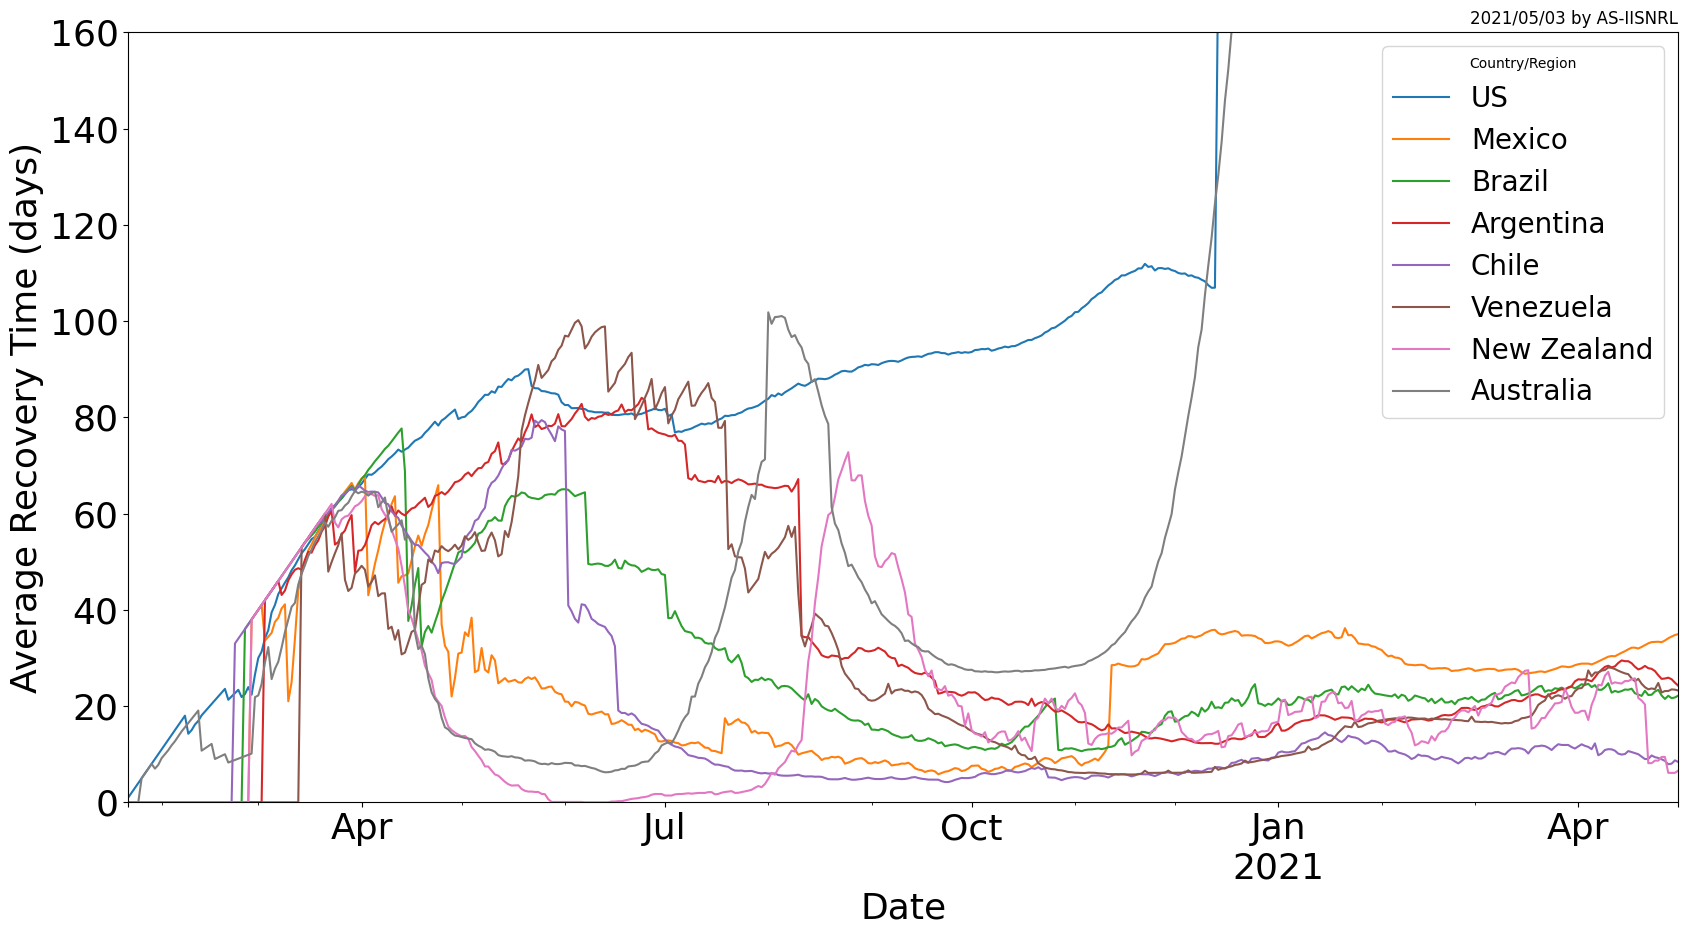 2021/05/03 by AS-IISNRL
Average Recovery Time (days)
160
140
120
100
80
60
40
20
0
Country/Region
US
Mexico
Brazil
Argentina
Chile
Venezuela
New Zealand
Australia
Apr
Jul
Oct
Jan
2021
Apr
Date